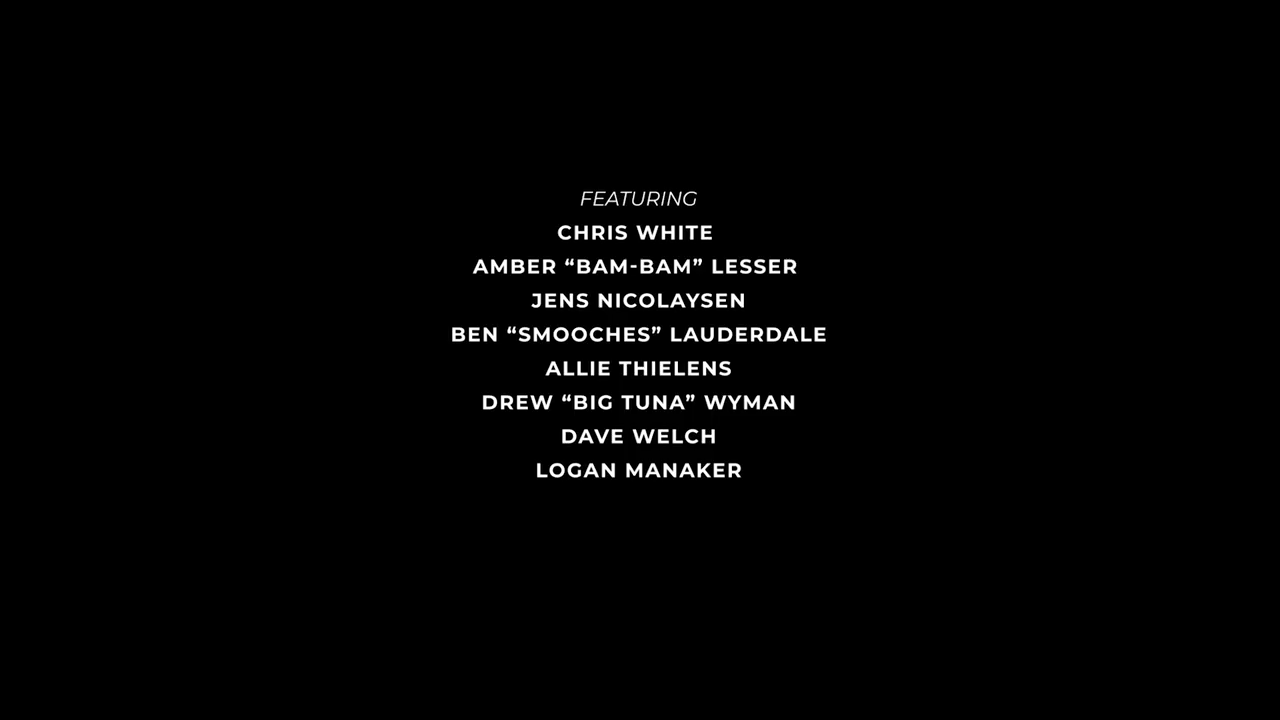 FEATURING
CHRIS WHITE
AMBER “BAM-BAM” LESSER
JENS NICOLAYSEN
BEN “SMOOCHES” LAUDERDALE
ALLIE THIELENS
DREW “BIG TUNA” WYMAN
DAVE WELCH
LOGAN MANAKER